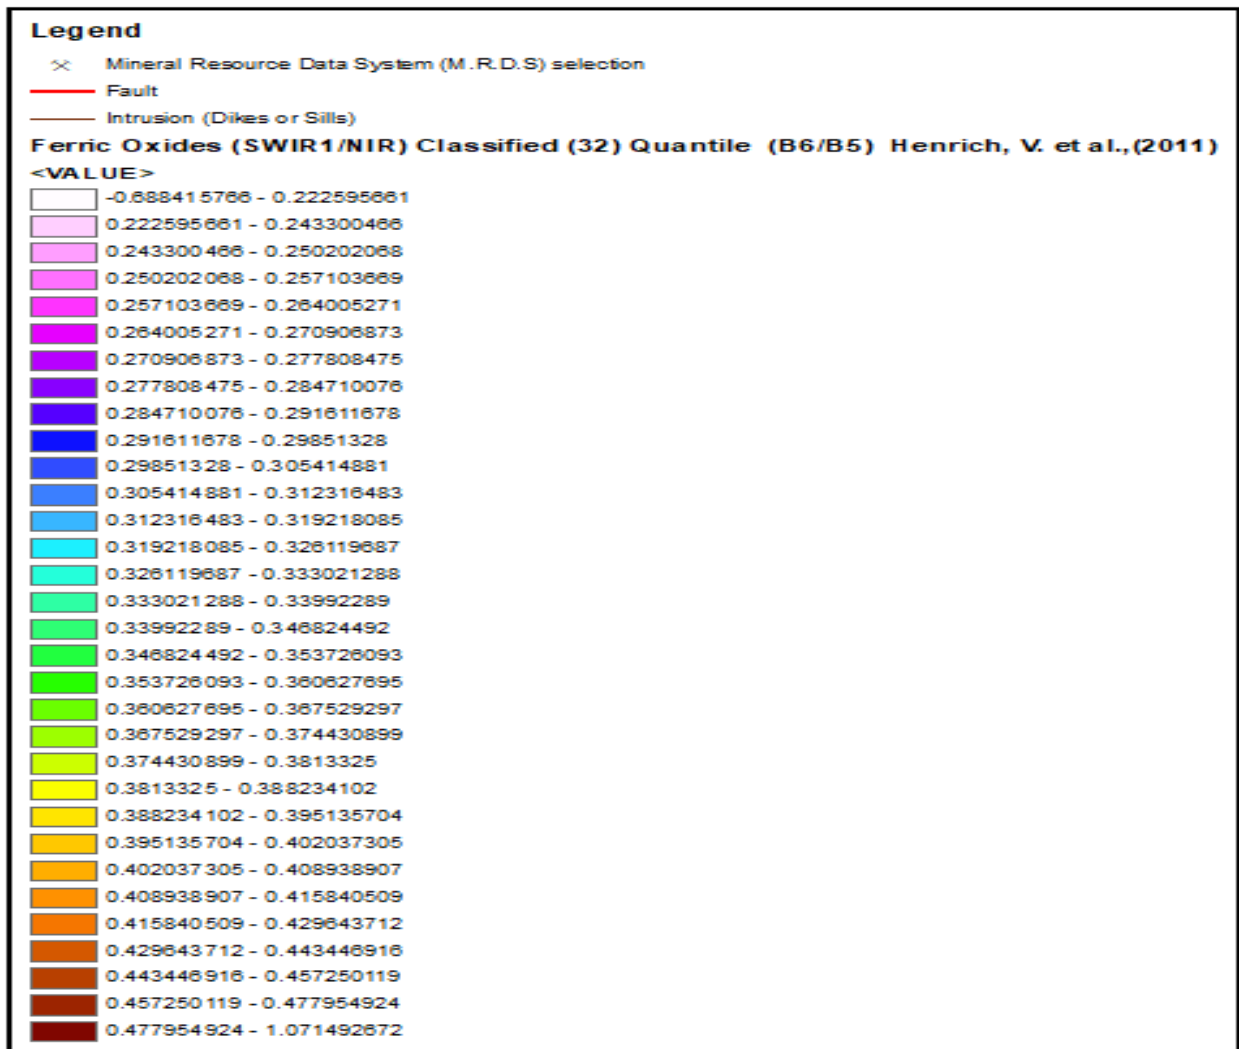 Legend
Mineral Resource Data System (M.R.D.S) selection
Fault
Intrusion (Dikes or Sills)
Ferric Oxides (SWIR1/NIR) Classified (32) Quantile (B6/B5) Henrich, V. et al.,(2011)
<VALUE>
-0.688415766 - 0.222595661
0.222595661 - 0.243300466
0.243300466 - 0.250202068
0.250202068 - 0.257103669
0.257103669 - 0.264005271
0.264005271 - 0.270906873
0.270906873 - 0.277808475
0.277808475 - 0.284710076
0.284710076 - 0.291611678
0.291611678 - 0.29851328
0.29851328 - 0.305414881
0.305414881 - 0.312316483
0.312316483 - 0.319218085
0.319218085 - 0.326119687
0.326119687 - 0.333021288
0.333021288 - 0.33992289
0.33992289 - 0.346824492
0.346824492 - 0.353726093
0.353726093 - 0.360627695
0.360627695 - 0.367529297
0.367529297 - 0.374430899
0.374430899 - 0.3813325
0.3813325 - 0.388234102
0.388234102 - 0.395135704
0.395135704 - 0.402037305
0.402037305 - 0.408938907
0.408938907 - 0.415840509
0.415840509 - 0.429643712
0.429643712 - 0.443446916
0.443446916 - 0.457250119
0.457250119 - 0.477954924
0.477954924 - 1.071492672